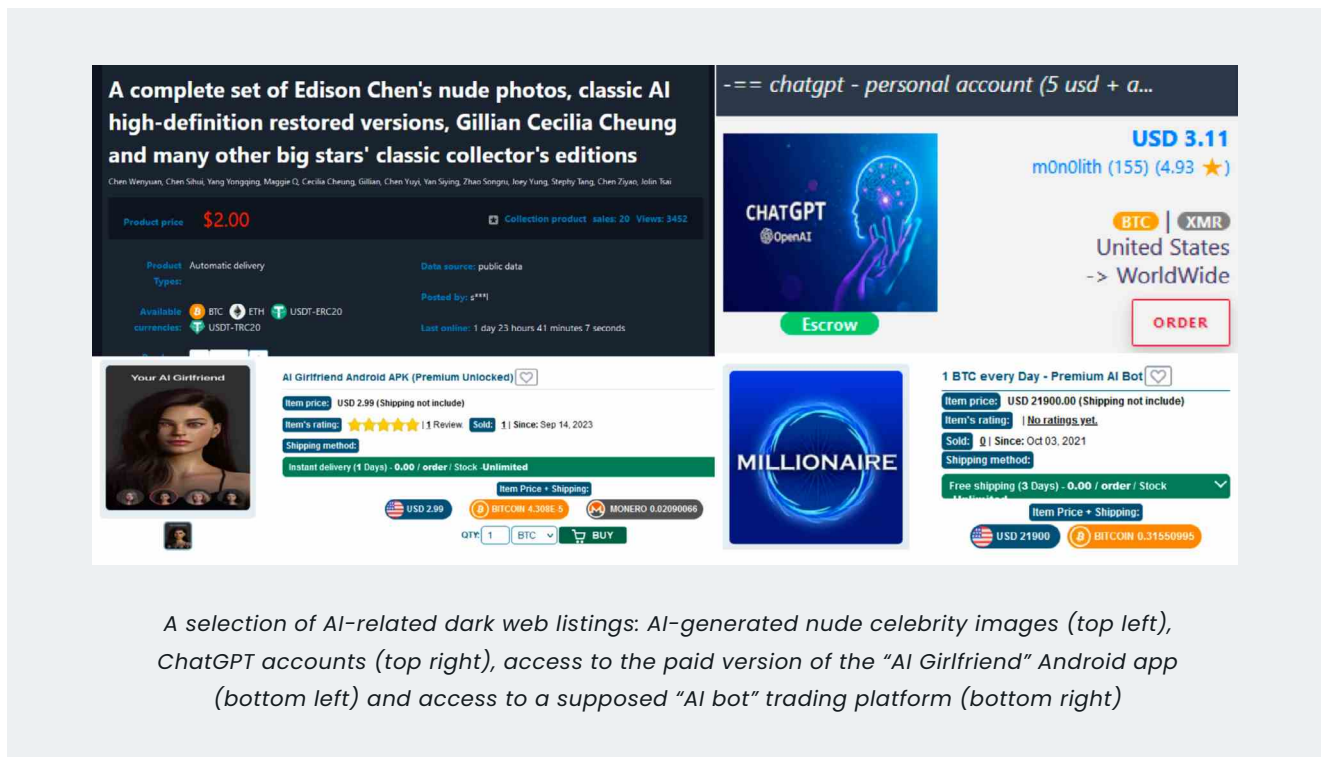 A complete set of Edison Chen's nude photos, classic AI
high-definition restored versions, Gillian Cecilia Cheung
and many other big stars' classic collector's editions
Chen Wenyuan, Chen Sihui, Yang Yongqing, Maggie Q, Cecilia Cheung, Gillian, Chen Yuyi, Yan Siying, Zhao Songru, Joey Yung, Stephy Tang, Chen Ziyan, Jolin Tsai
Product price $2.00 Collection product sales: 20 Views: 3452
Product Types: Automatic delivery
Data source: public data
Posted by: s***l
Available currencies: BTC ETH USDT-ERC20
USDT-TRC20
Last online: 1 day 23 hours 41 minutes 7 seconds
-== chatgpt - personal account (5 usd + a...
CHATGPT
OpenAI
Escrow
USD 3.11
m0n0lith (155) (4.93 ★)
BTC | XMR
United States
-> WorldWide
ORDER
Your AI Girlfriend
AI Girlfriend Android APK (Premium Unlocked)
Item price: USD 2.99 (Shipping not include)
Item's rating: | 1 Review. Sold: 1 | Since: Sep 14, 2023
Shipping method:
Instant delivery (1 Days) - 0.00 / order / Stock -Unlimited
Item Price + Shipping:
USD 2.99 BITCOIN 4.308E-5 MONERO 0.02090066
QTY: 1 BTC BUY
MILLIONAIRE
1 BTC every Day - Premium AI Bot
Item price: USD 21900.00 (Shipping not include)
Item's rating: | No ratings yet.
Sold: 0 | Since: Oct 03, 2021
Shipping method:
Free shipping (3 Days) - 0.00 / order / Stock
-Unlimited
Item Price + Shipping:
USD 21900 BITCOIN 0.31550995
A selection of AI-related dark web listings: AI-generated nude celebrity images (top left),
ChatGPT accounts (top right), access to the paid version of the “AI Girlfriend” Android app
(bottom left) and access to a supposed “AI bot” trading platform (bottom right)